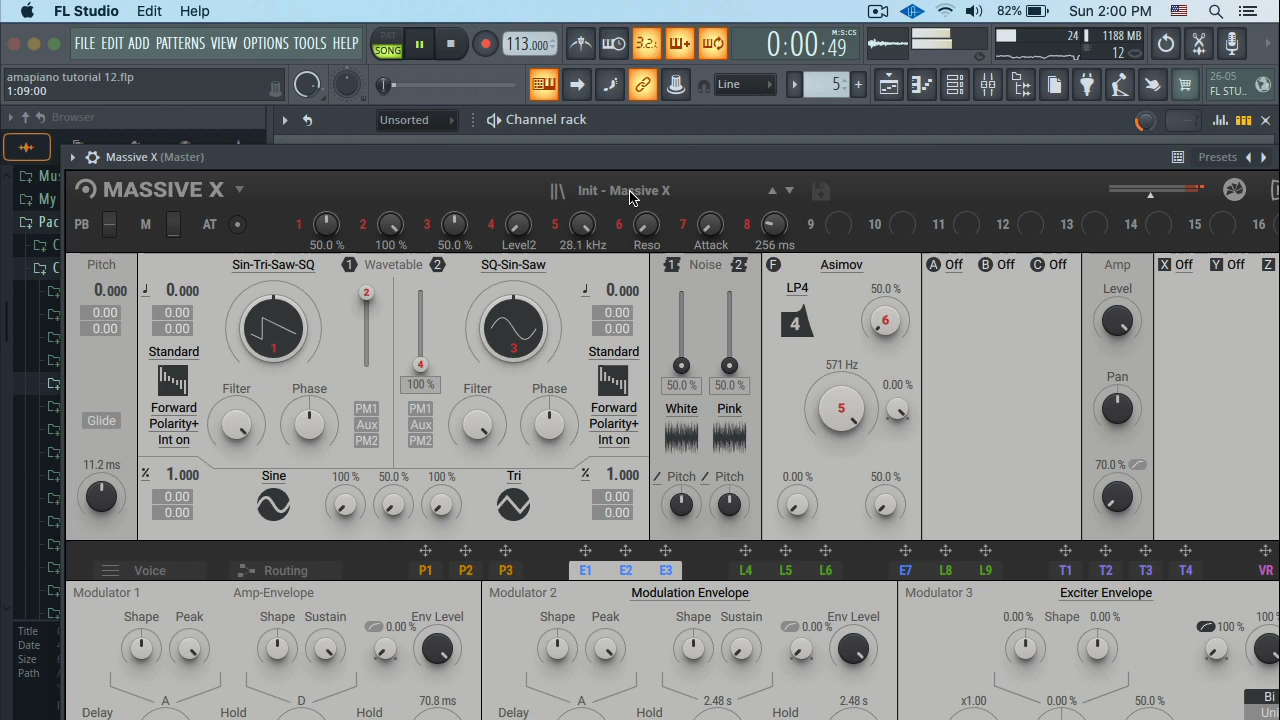 FL Studio Edit Help 82% Sun 2:00 PM
FILE EDIT ADD PATTERNS VIEW OPTIONS TOOLS HELP PAT SONG 113.000 3.2.. 0:00:49 M:S:CS 24 1188 MB 12
amapiano tutorial 12.flp
1:09:00 Line 5 + 26-05 FL STU..
Browser Unsorted Channel rack
Massive X (Master) Presets
Mus
My
Pac
C
C
Title
Date
Size
Path
MASSIVE X Init - Massive X
PB M AT 1 2 3 4 5 6 7 8 9 10 11 12 13 14 15 16
50.0 % 100 % 50.0 % Level2 28.1 kHz Reso Attack 256 ms
Pitch Sin-Tri-Saw-SQ 1 Wavetable 2 SQ-Sin-Saw 1 Noise 2 F Asimov A Off B Off C Off Amp X Off Y Off Z
0.000 0.000 0.000 LP4 50.0 % Level
0.00 0.00 0.00
0.00 0.00 0.00
2 1 3 4 6
Standard Standard 571 Hz Pan
4 100 % 50.0 % 50.0 % 0.00 %
Filter Phase Filter Phase
Glide Forward PM1 PM1 Forward White Pink 5
Polarity+ Aux Aux Polarity+
Int on PM2 PM2 Int on
11.2 ms 1.000 Sine 100 % 50.0 % 100 % Tri 1.000 Pitch Pitch 0.00 % 50.0 % 70.0 %
0.00 0.00
0.00 0.00
Voice Routing P1 P2 P3 E1 E2 E3 L4 L5 L6 E7 L8 L9 T1 T2 T3 T4 VR
Modulator 1 Amp-Envelope Modulator 2 Modulation Envelope Modulator 3 Exciter Envelope
Shape Peak Shape Sustain Env Level Shape Peak Shape Sustain Env Level 0.00 % Shape 0.00 %
0.00 % 0.00 % 100 % 100
A D 70.8 ms A 2.48 s 2.48 s x1.00 0.00 % 50.0 % Bi
Delay Hold Hold Delay Hold Hold Uni